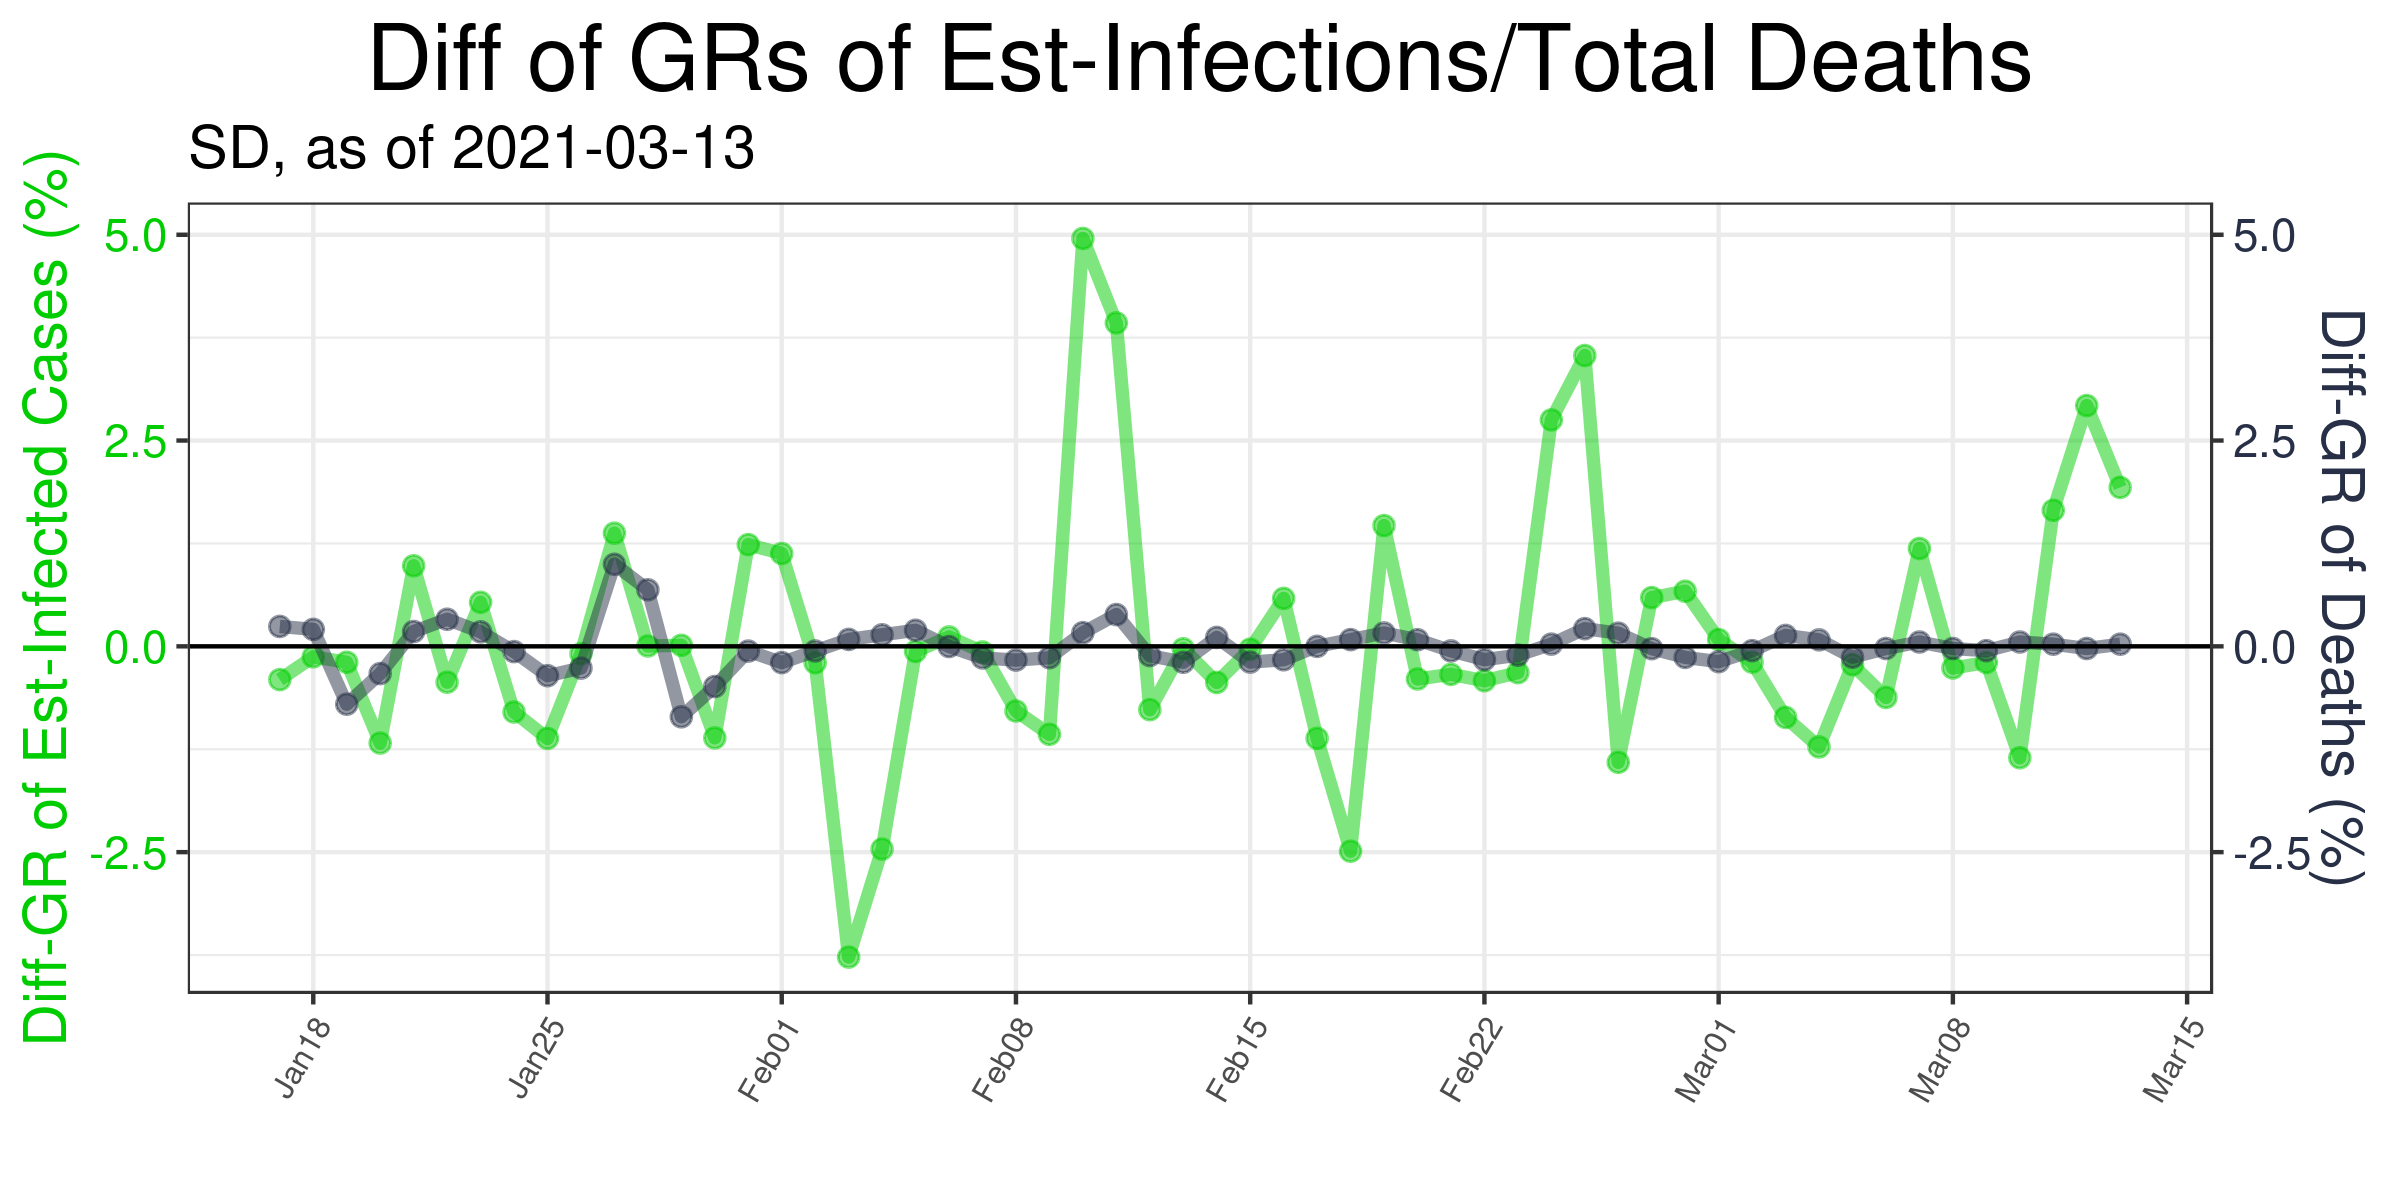 Diff of GRs of Est-Infections/Total Deaths
SD, as of 2021-03-13
Diff-GR of Est-Infected Cases (%)
5.0
2.5
0.0
-2.5
5.0
2.5
0.0
-2.5
Diff-GR of Deaths (%)
Jan18
Jan25
Feb01
Feb08
Feb15
Feb22
Mar01
Mar08
Mar15